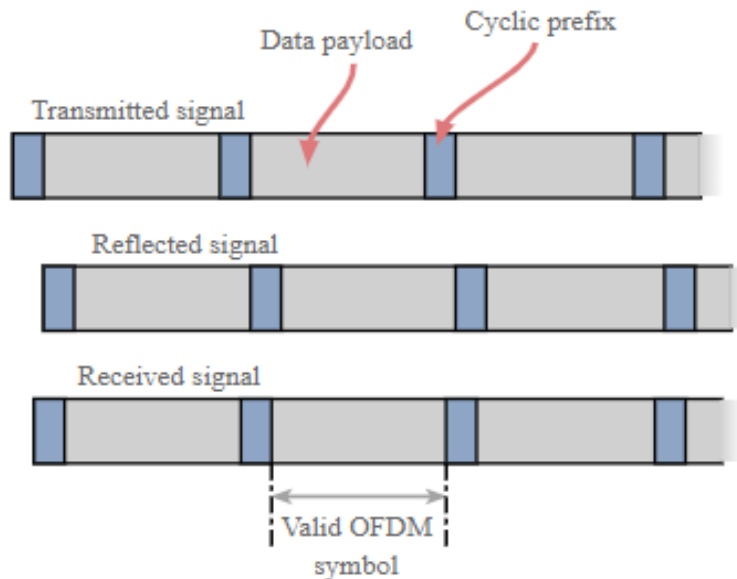 Cyclic prefix
Data payload
Transmitted signal
Reflected signal
Received signal
Valid OFDM
symbol